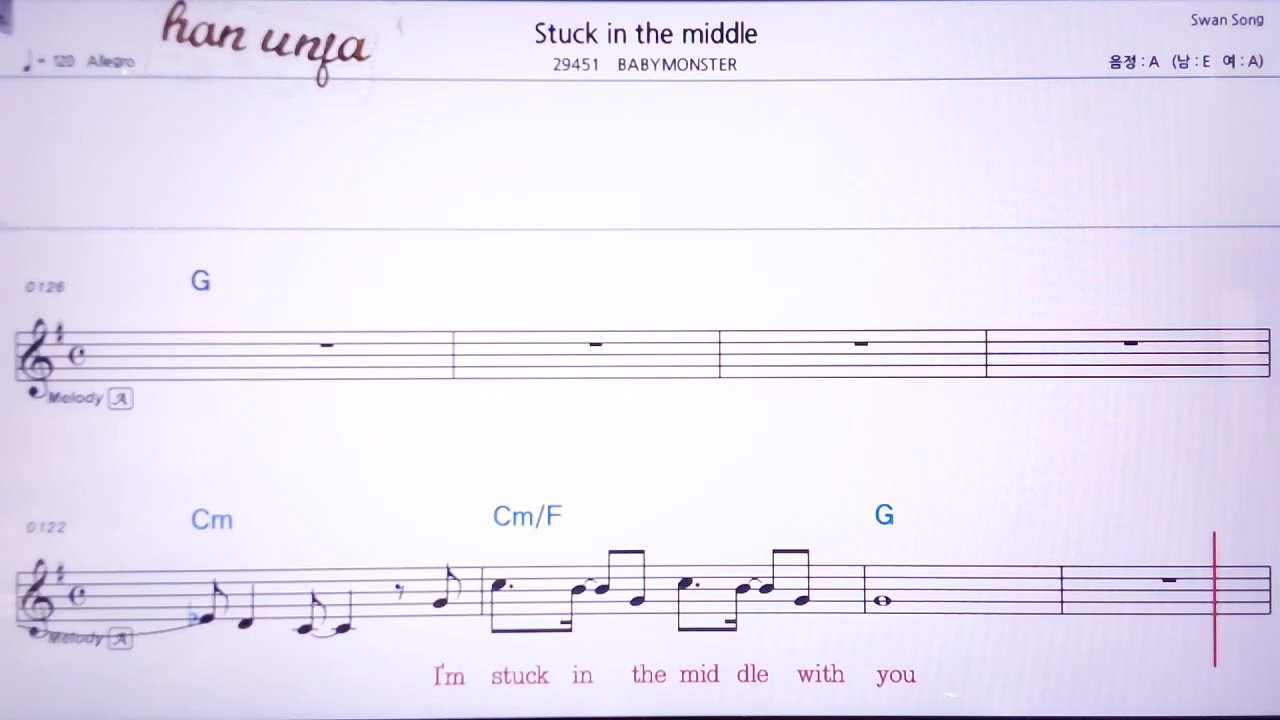 han unja
Stuck in the middle
Swan Song
♩= 120 Allegro
29451 BABYMONSTER
음정 : A (남 : E 여 : A)
0126
G
Melody A
0122
Cm Cm/F G
Melody A
I'm stuck in the mid dle with you